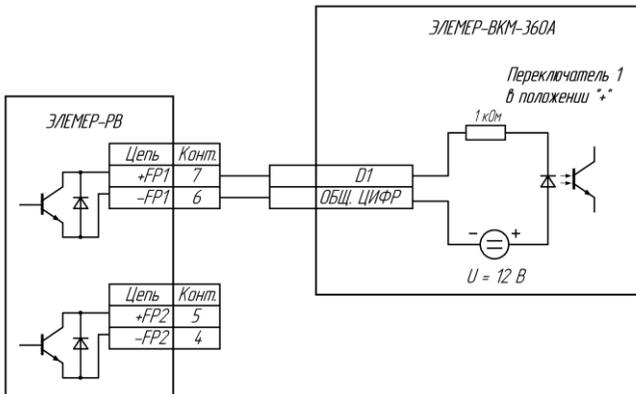 ЭЛЕМЕР-ВКМ-360А
Переключатель 1
в положении "+"
1 кОм
ЭЛЕМЕР-РВ
Цепь Конт.
+FP1 7
-FP1 6
D1
ОБЩ. ЦИФР
- +
U = 12 В
Цепь Конт.
+FP2 5
-FP2 4